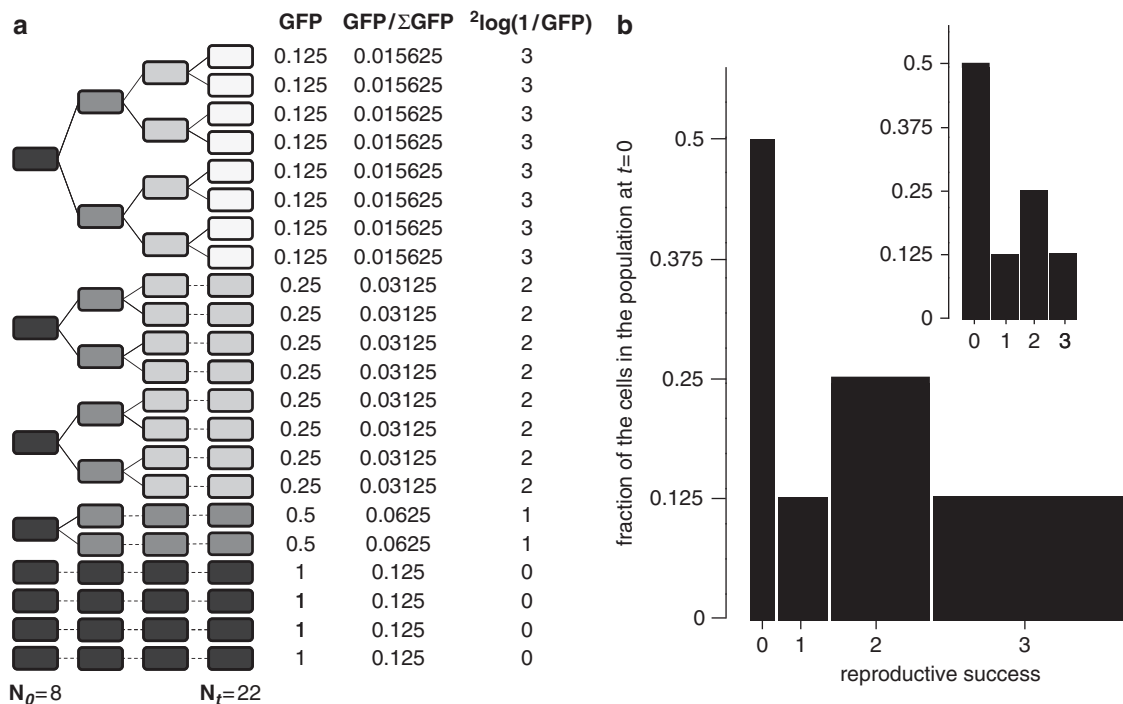 a
GFP GFP/ΣGFP ²log(1/GFP)
0.125 0.015625 3
0.125 0.015625 3
0.125 0.015625 3
0.125 0.015625 3
0.125 0.015625 3
0.125 0.015625 3
0.125 0.015625 3
0.125 0.015625 3
0.25 0.03125 2
0.25 0.03125 2
0.25 0.03125 2
0.25 0.03125 2
0.25 0.03125 2
0.25 0.03125 2
0.25 0.03125 2
0.25 0.03125 2
0.5 0.0625 1
0.5 0.0625 1
1 0.125 0
1 0.125 0
1 0.125 0
1 0.125 0
N0=8 Nt=22
b
fraction of the cells in the population at t=0
0.5
0.375
0.25
0.125
0
0 1 2 3
reproductive success
0.5
0.375
0.25
0.125
0
0 1 2 3